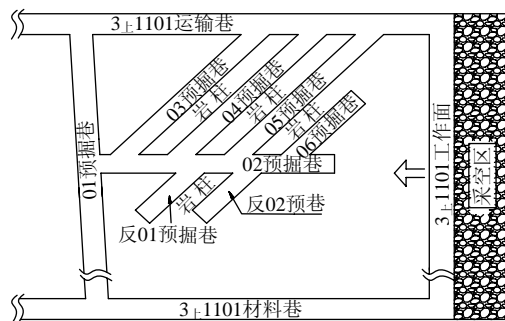 3上1101运输巷
03预掘巷
岩柱
04预掘巷
岩柱
05预掘巷
岩柱
06预掘巷
01预掘巷
02预掘巷
岩柱
反01预掘巷
反02预巷
3上1101工作面
采空区
3上1101材料巷